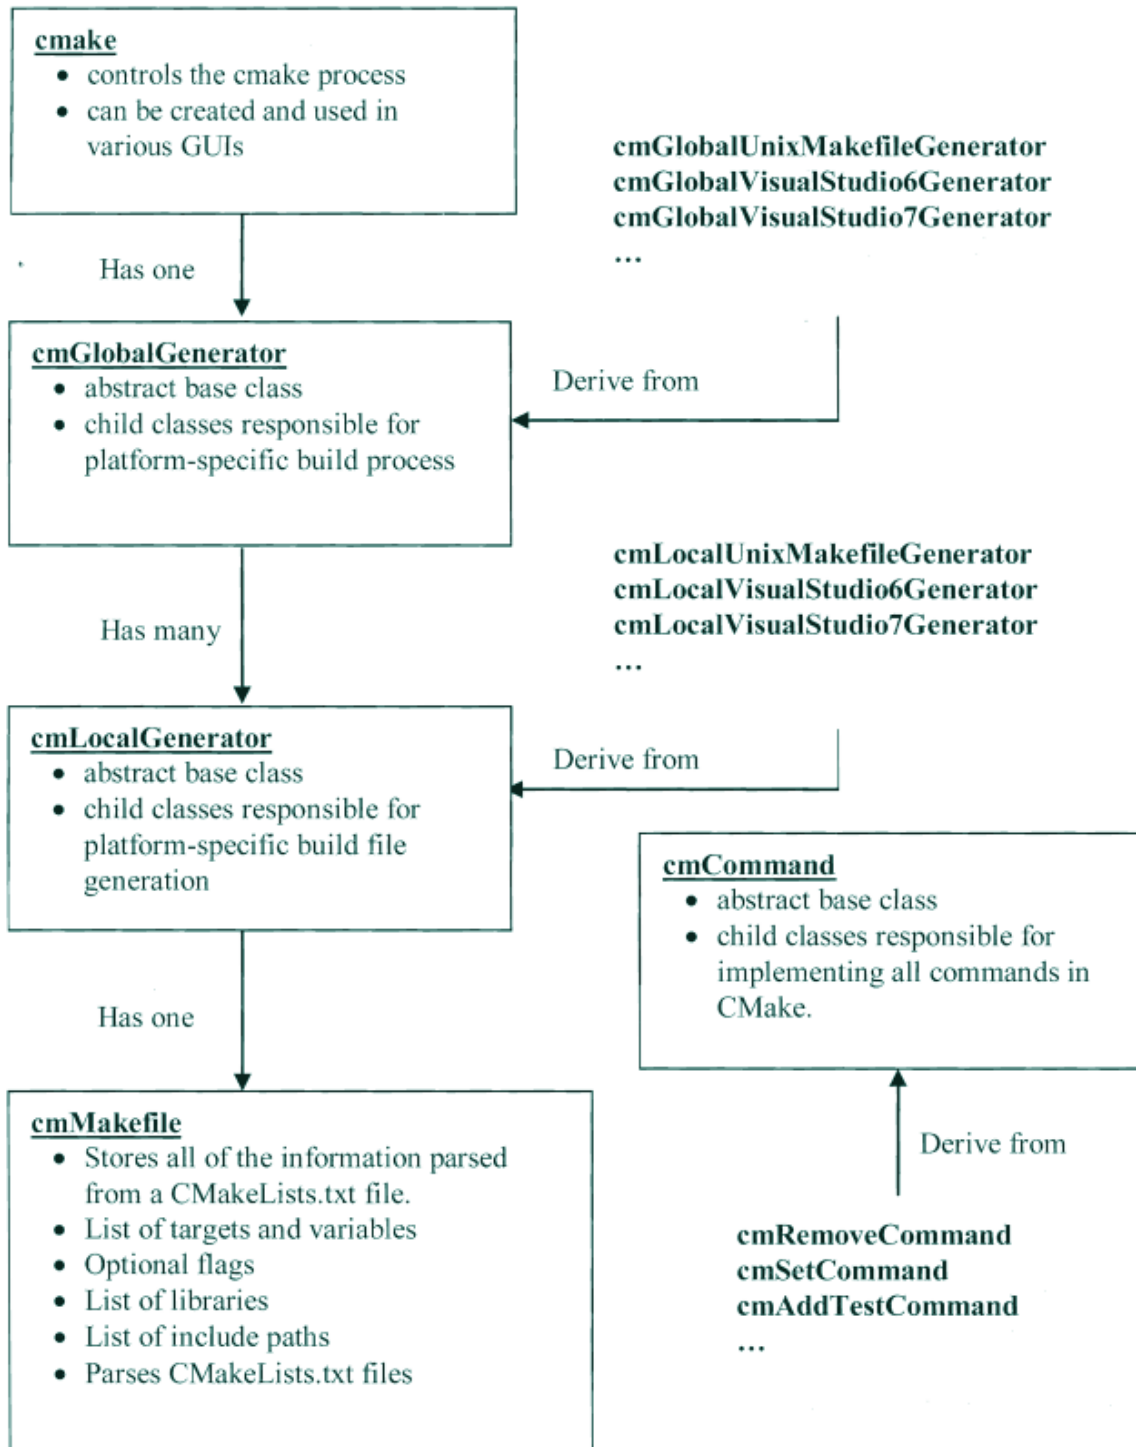 cmake
• controls the cmake process
• can be created and used in
various GUIs
cmGlobalUnixMakefileGenerator
cmGlobalVisualStudio6Generator
cmGlobalVisualStudio7Generator
...
Has one
cmGlobalGenerator
• abstract base class
• child classes responsible for
platform-specific build process
Derive from
cmLocalUnixMakefileGenerator
cmLocalVisualStudio6Generator
cmLocalVisualStudio7Generator
...
Has many
cmLocalGenerator
• abstract base class
• child classes responsible for
platform-specific build file
generation
Derive from
cmCommand
• abstract base class
• child classes responsible for
implementing all commands in
CMake.
Has one
cmMakefile
• Stores all of the information parsed
from a CMakeLists.txt file.
• List of targets and variables
• Optional flags
• List of libraries
• List of include paths
• Parses CMakeLists.txt files
Derive from
cmRemoveCommand
cmSetCommand
cmAddTestCommand
...